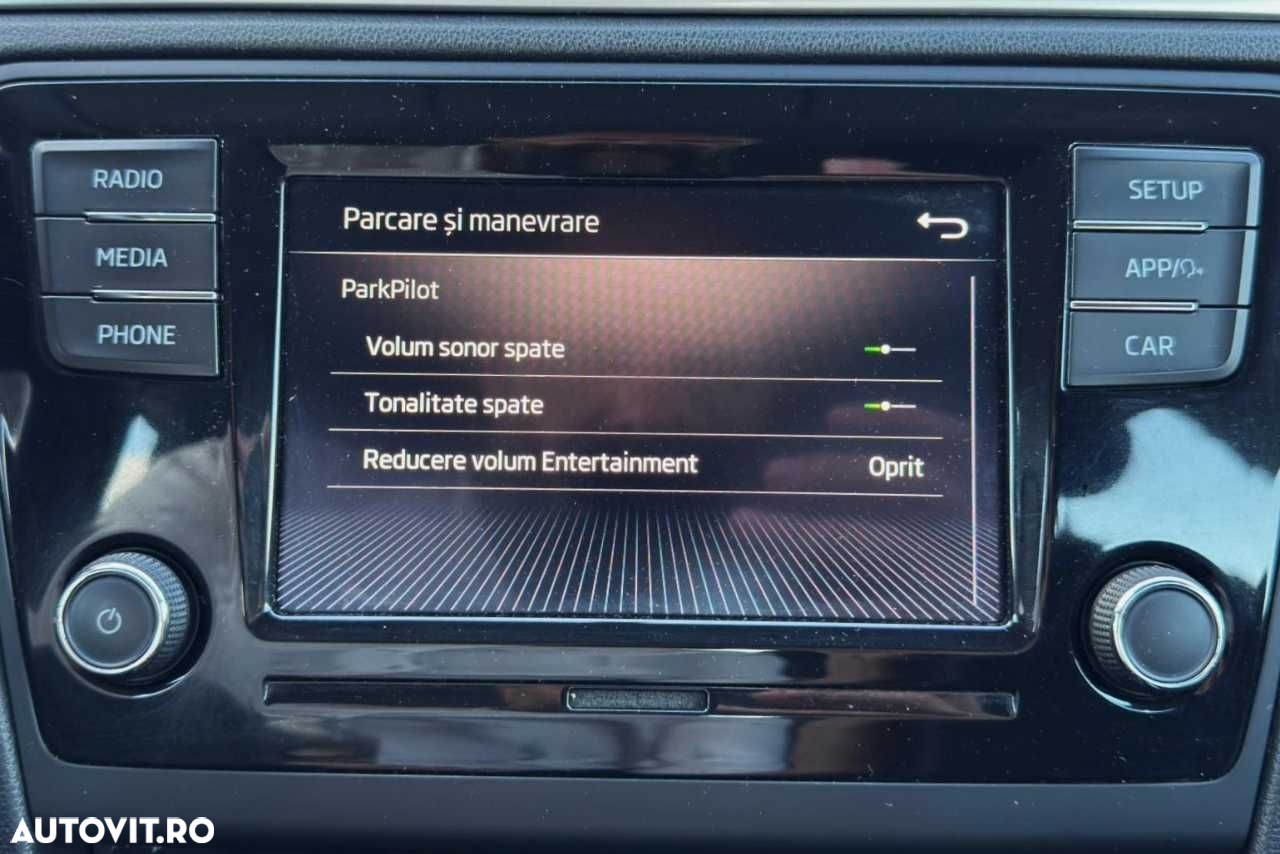 RADIO
MEDIA
PHONE
Parcare și manevrare
ParkPilot
Volum sonor spate
Tonalitate spate
Reducere volum Entertainment Oprit
SETUP
APP/
CAR
AUTOVIT.RO